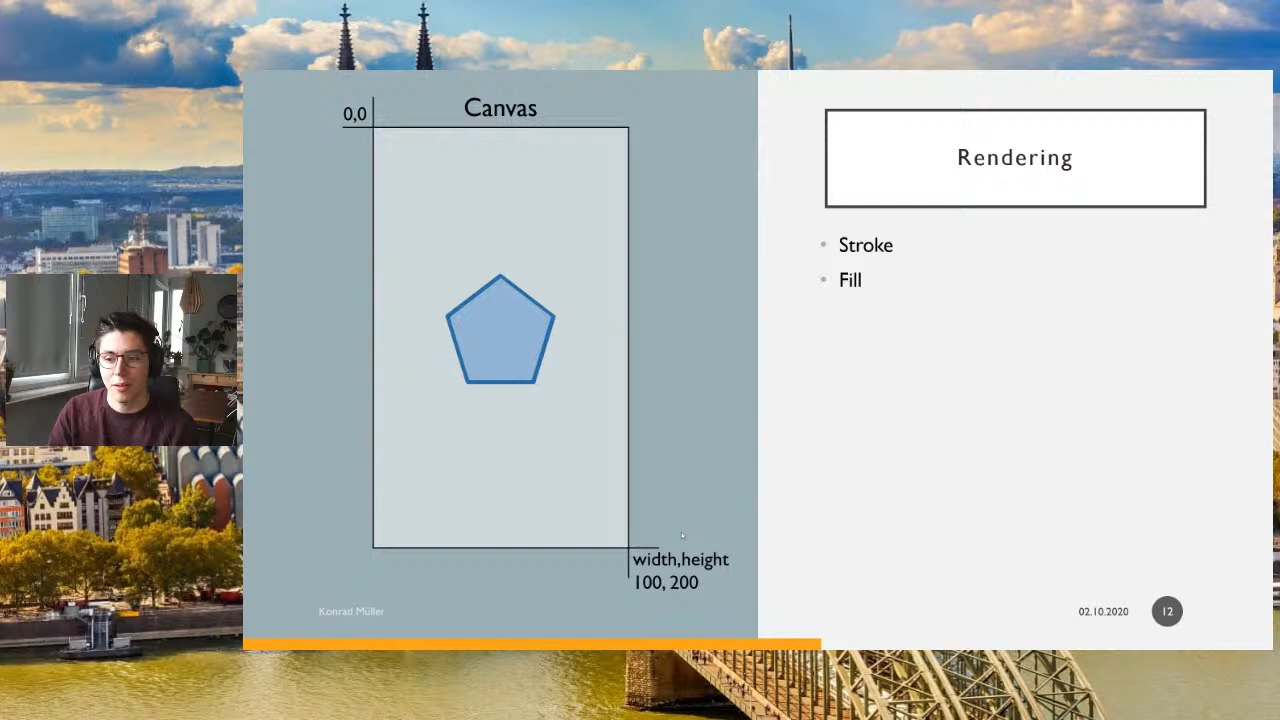 0,0
Canvas
width,height
100, 200
Konrad Müller
Rendering
Stroke
Fill
02.10.2020
12